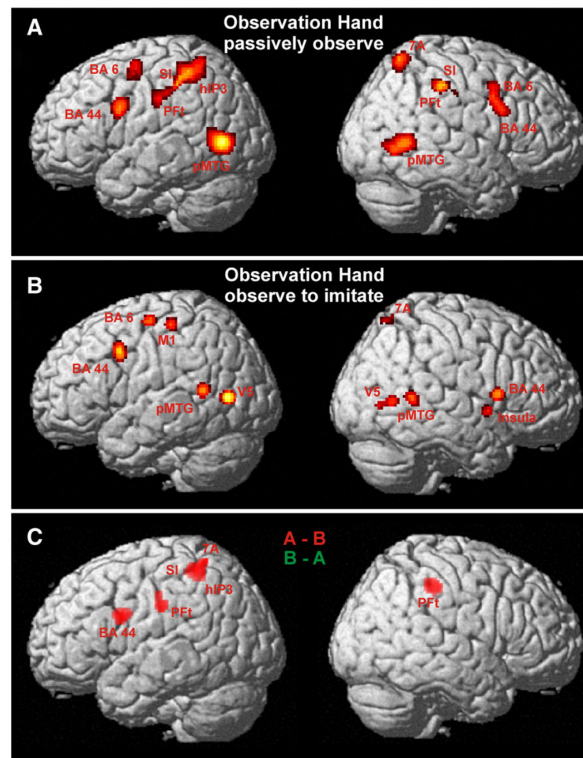 A
Observation Hand
passively observe
BA 6
SI
hIP3
BA 44
PFt
pMTG
7A
SI
PFt
BA 6
BA 44
pMTG
B
Observation Hand
observe to imitate
BA 6
M1
BA 44
pMTG
V5
7A
V5
pMTG
BA 44
Insula
C
A - B
B - A
7A
SI
hIP3
PFt
BA 44
PFt